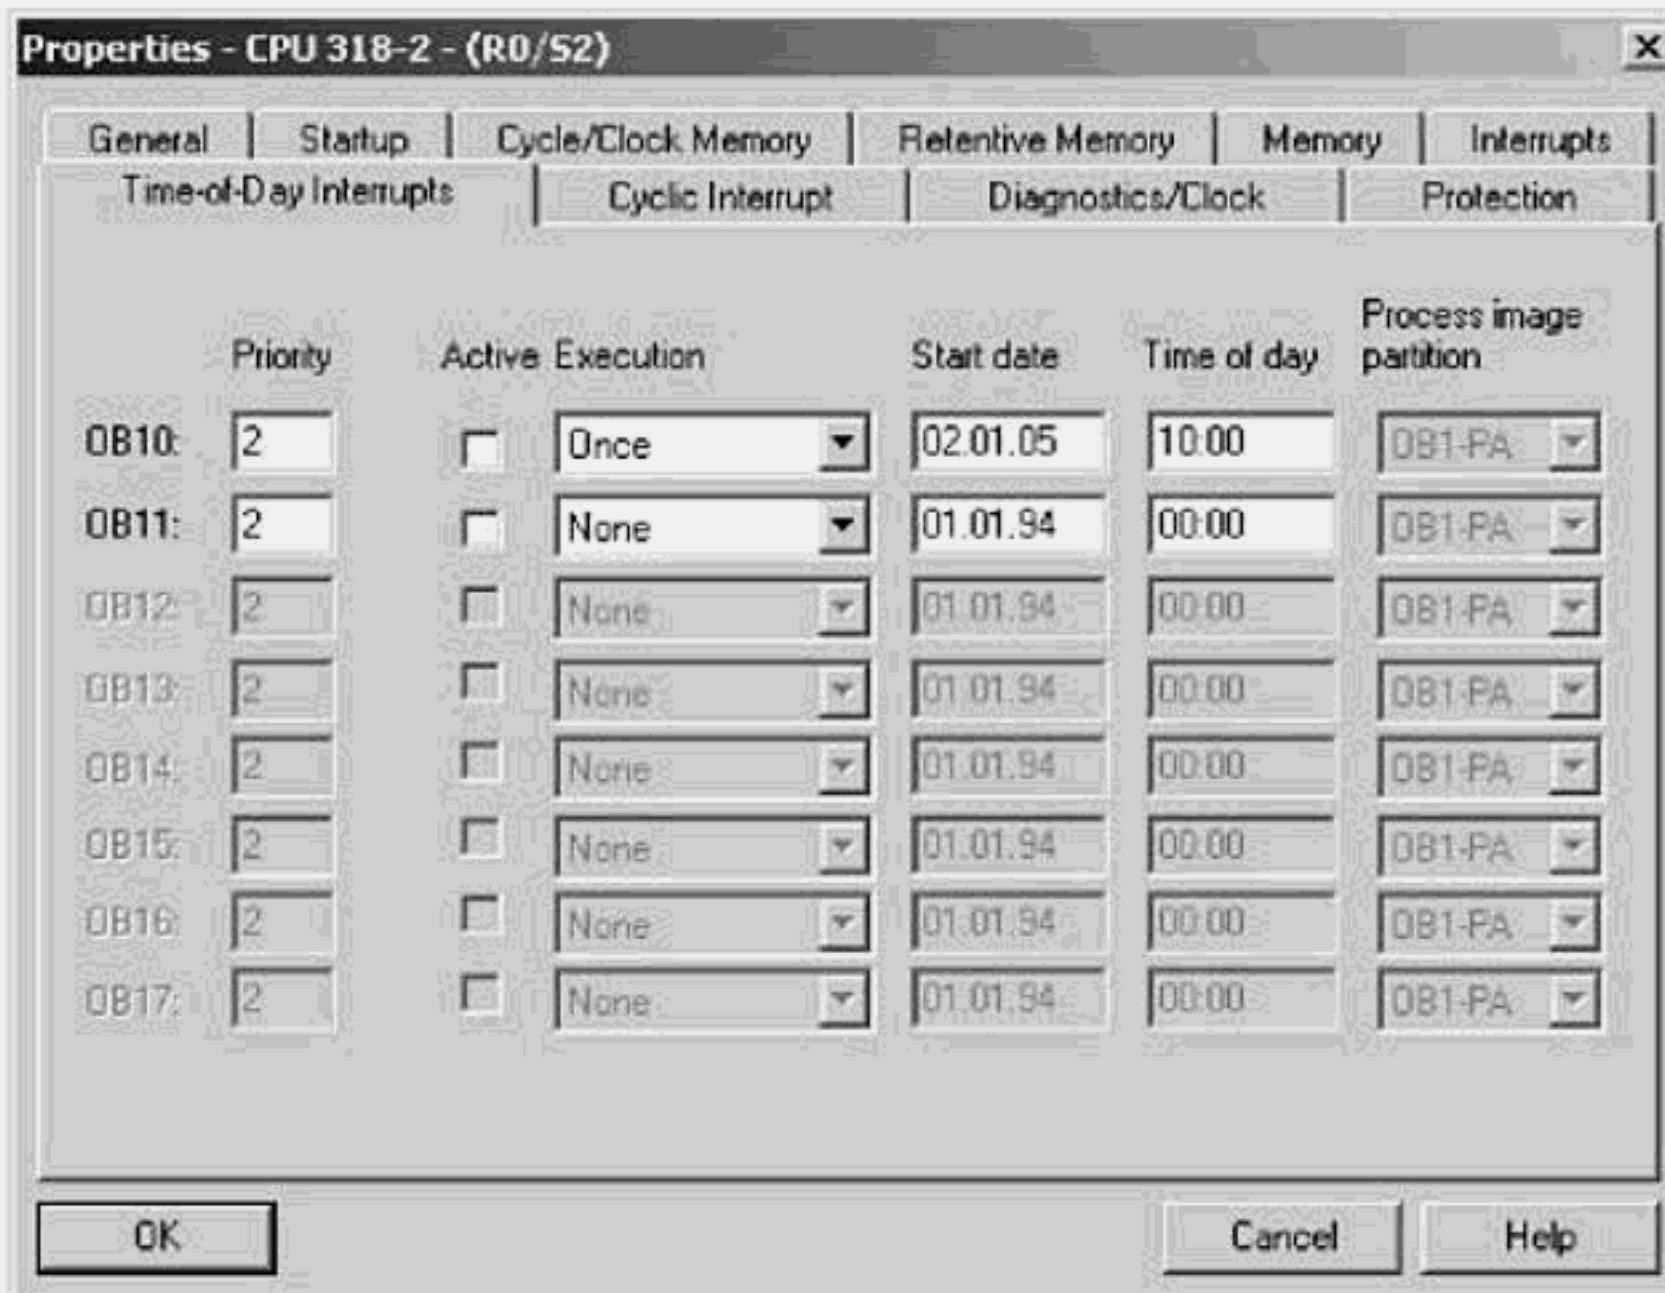 Properties - CPU 318-2 - (R0/S2)
General Startup Cycle/Clock Memory Retentive Memory Memory Interrupts
Time-of-Day Interrupts Cyclic Interrupt Diagnostics/Clock Protection
Priority Active Execution Start date Time of day Process image partition
OB10: 2 Once 02.01.05 10:00 OB1-PA
OB11: 2 None 01.01.94 00:00 OB1-PA
OB12: 2 None 01.01.94 00:00 OB1-PA
OB13: 2 None 01.01.94 00:00 OB1-PA
OB14: 2 None 01.01.94 00:00 OB1-PA
OB15: 2 None 01.01.94 00:00 OB1-PA
OB16: 2 None 01.01.94 00:00 OB1-PA
OB17: 2 None 01.01.94 00:00 OB1-PA
OK Cancel Help